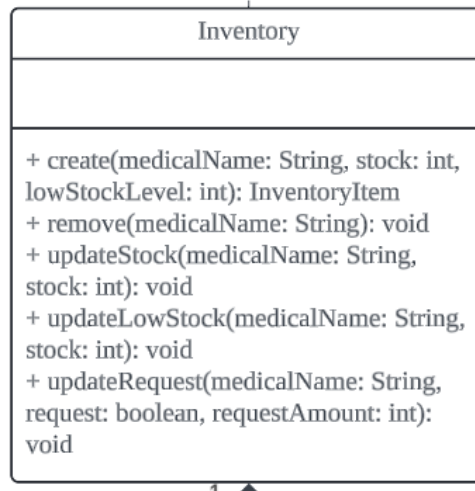 Inventory
+ create(medicalName: String, stock: int,
lowStockLevel: int): InventoryItem
+ remove(medicalName: String): void
+ updateStock(medicalName: String,
stock: int): void
+ updateLowStock(medicalName: String,
stock: int): void
+ updateRequest(medicalName: String,
request: boolean, requestAmount: int):
void
1